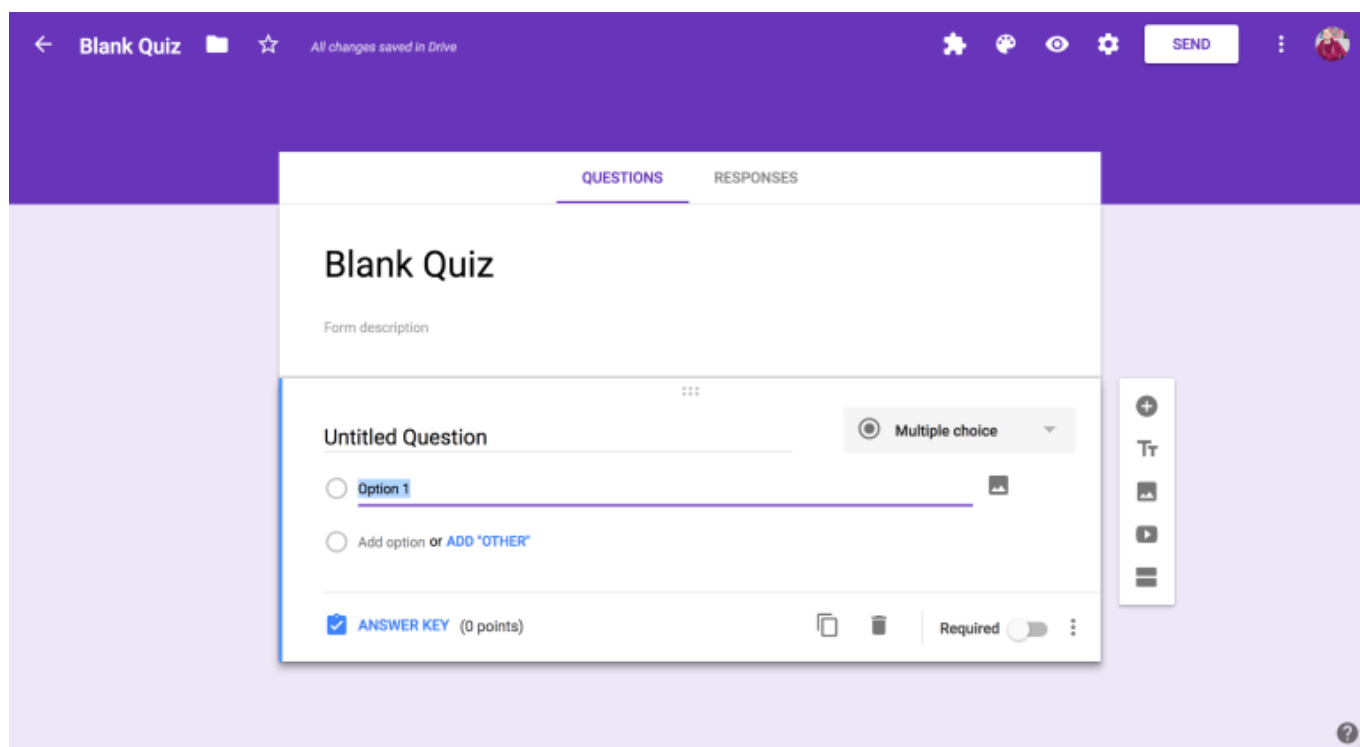 Blank Quiz All changes saved in Drive SEND
QUESTIONS RESPONSES
Blank Quiz
Form description
Untitled Question Multiple choice
Option 1
Add option or ADD "OTHER"
ANSWER KEY (0 points) Required